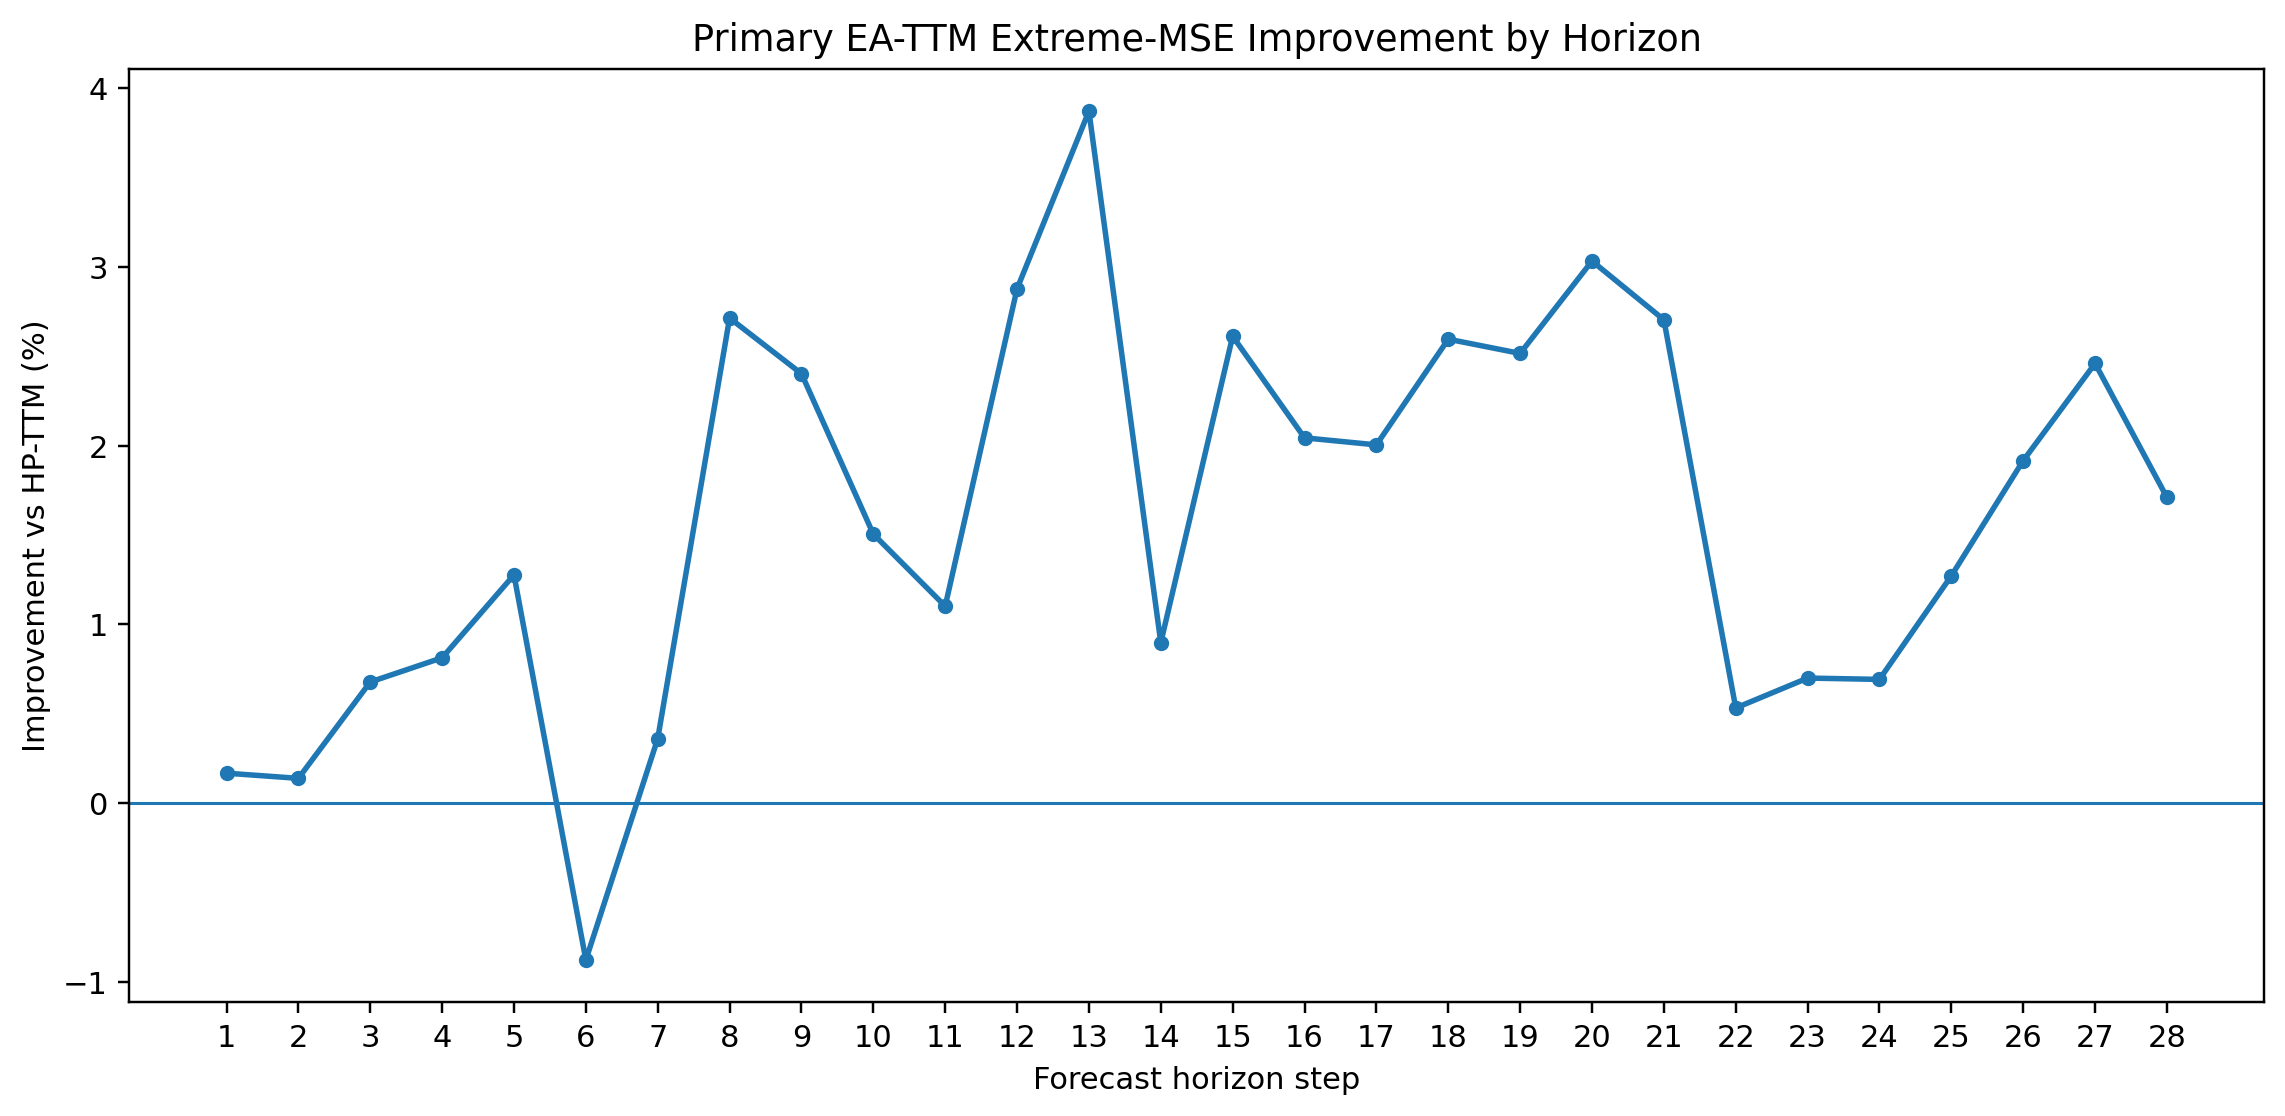 Primary EA-TTM Extreme-MSE Improvement by Horizon
Improvement vs HP-TTM (%)
4
3
2
1
0
−1
1 2 3 4 5 6 7 8 9 10 11 12 13 14 15 16 17 18 19 20 21 22 23 24 25 26 27 28
Forecast horizon step